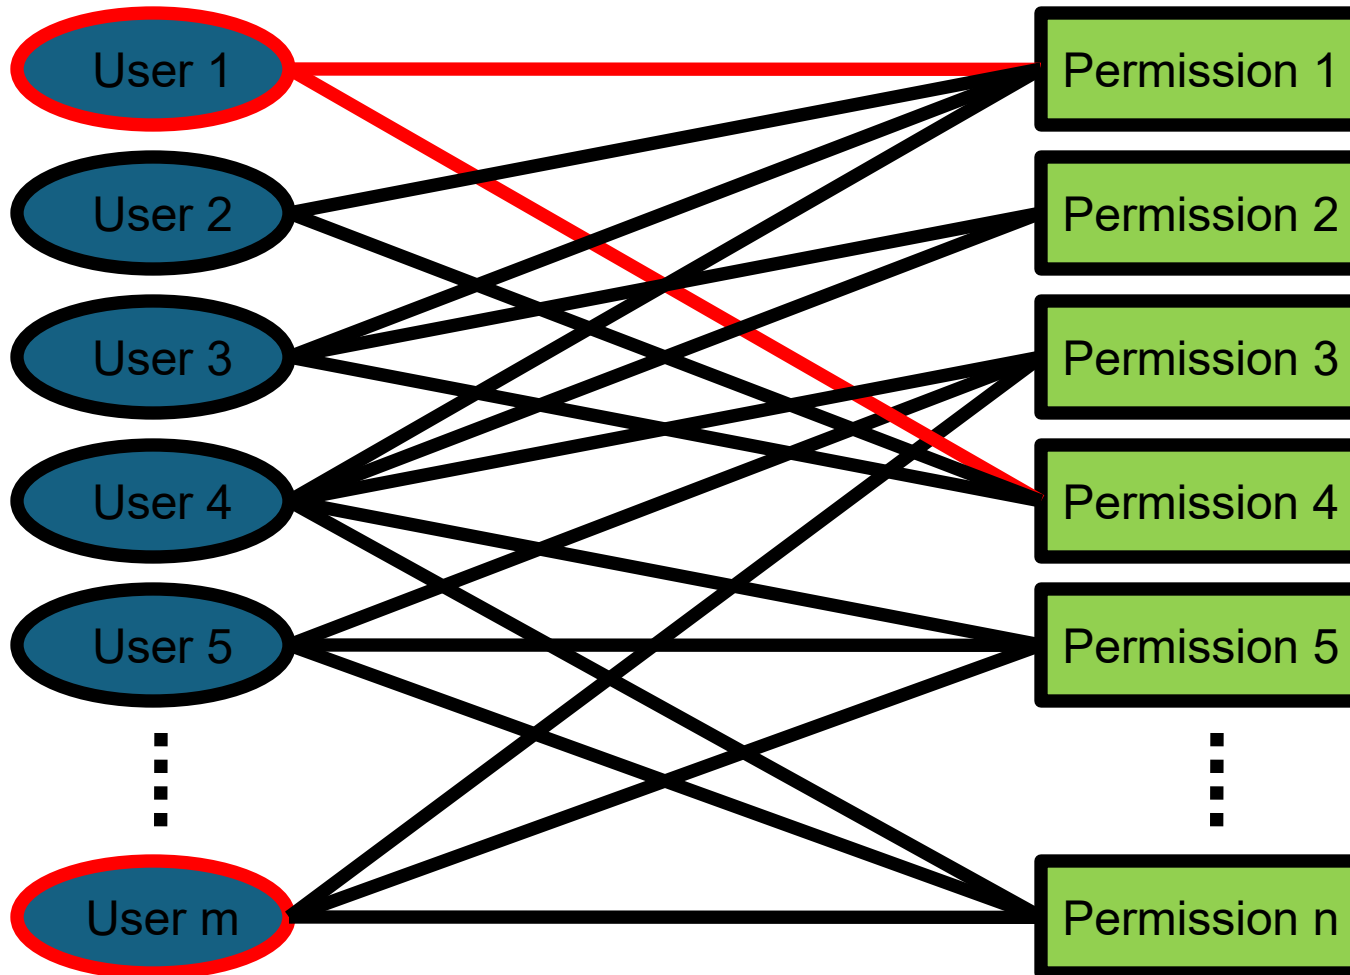 User 1
Permission 1
User 2
Permission 2
User 3
Permission 3
User 4
Permission 4
User 5
Permission 5
User m
Permission n